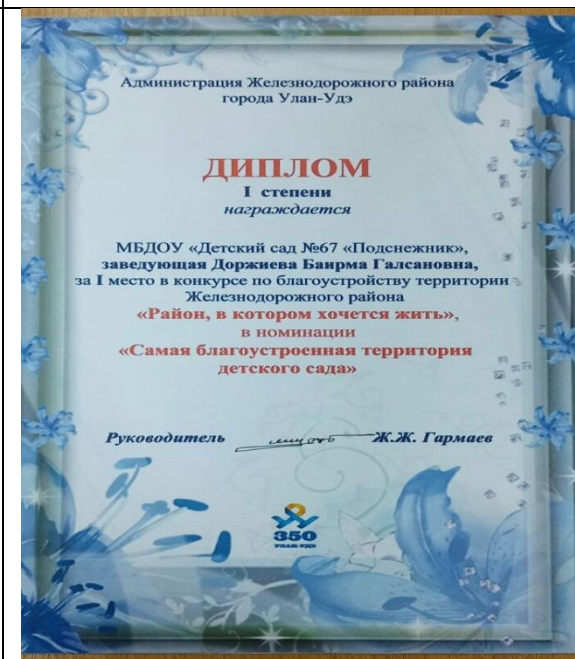 Администрация Железнодорожного района
города Улан-Удэ
ДИПЛОМ
I степени
награждается
МБДОУ «Детский сад №67 «Подснежник»,
заведующая Доржиева Баирма Галсановна,
за I место в конкурсе по благоустройству территории
Железнодорожного района
«Район, в котором хочется жить»,
в номинации
«Самая благоустроенная территория
детского сада»
Руководитель Ж.Ж. Гармаев
350
УЛАН-УДЭ